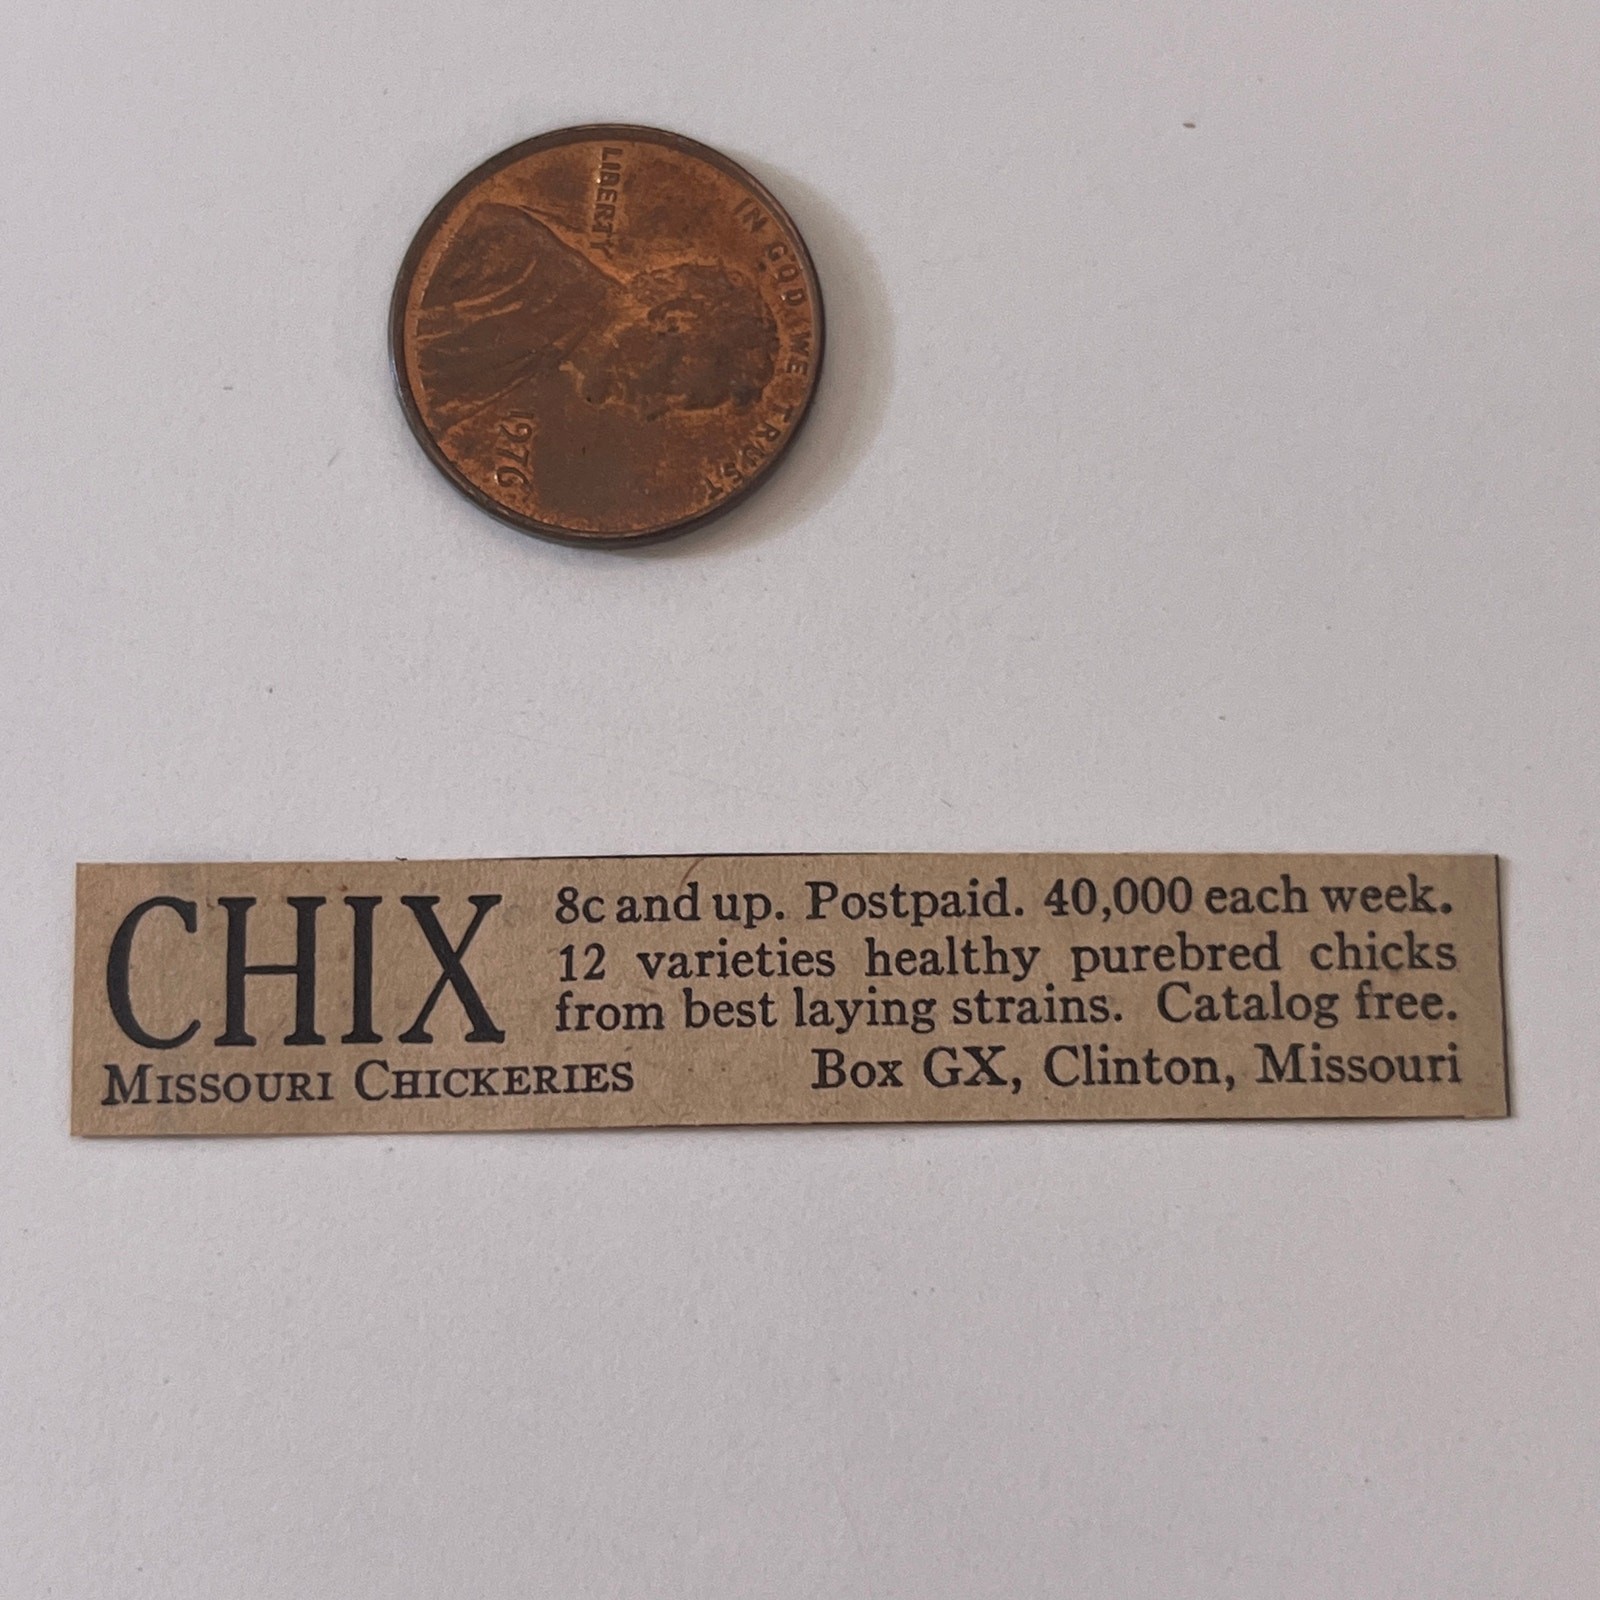 LIBERTY
IN GOD WE TRUST
1976
CHIX
8c and up. Postpaid. 40,000 each week.
12 varieties healthy purebred chicks
from best laying strains. Catalog free.
MISSOURI CHICKERIES Box GX, Clinton, Missouri